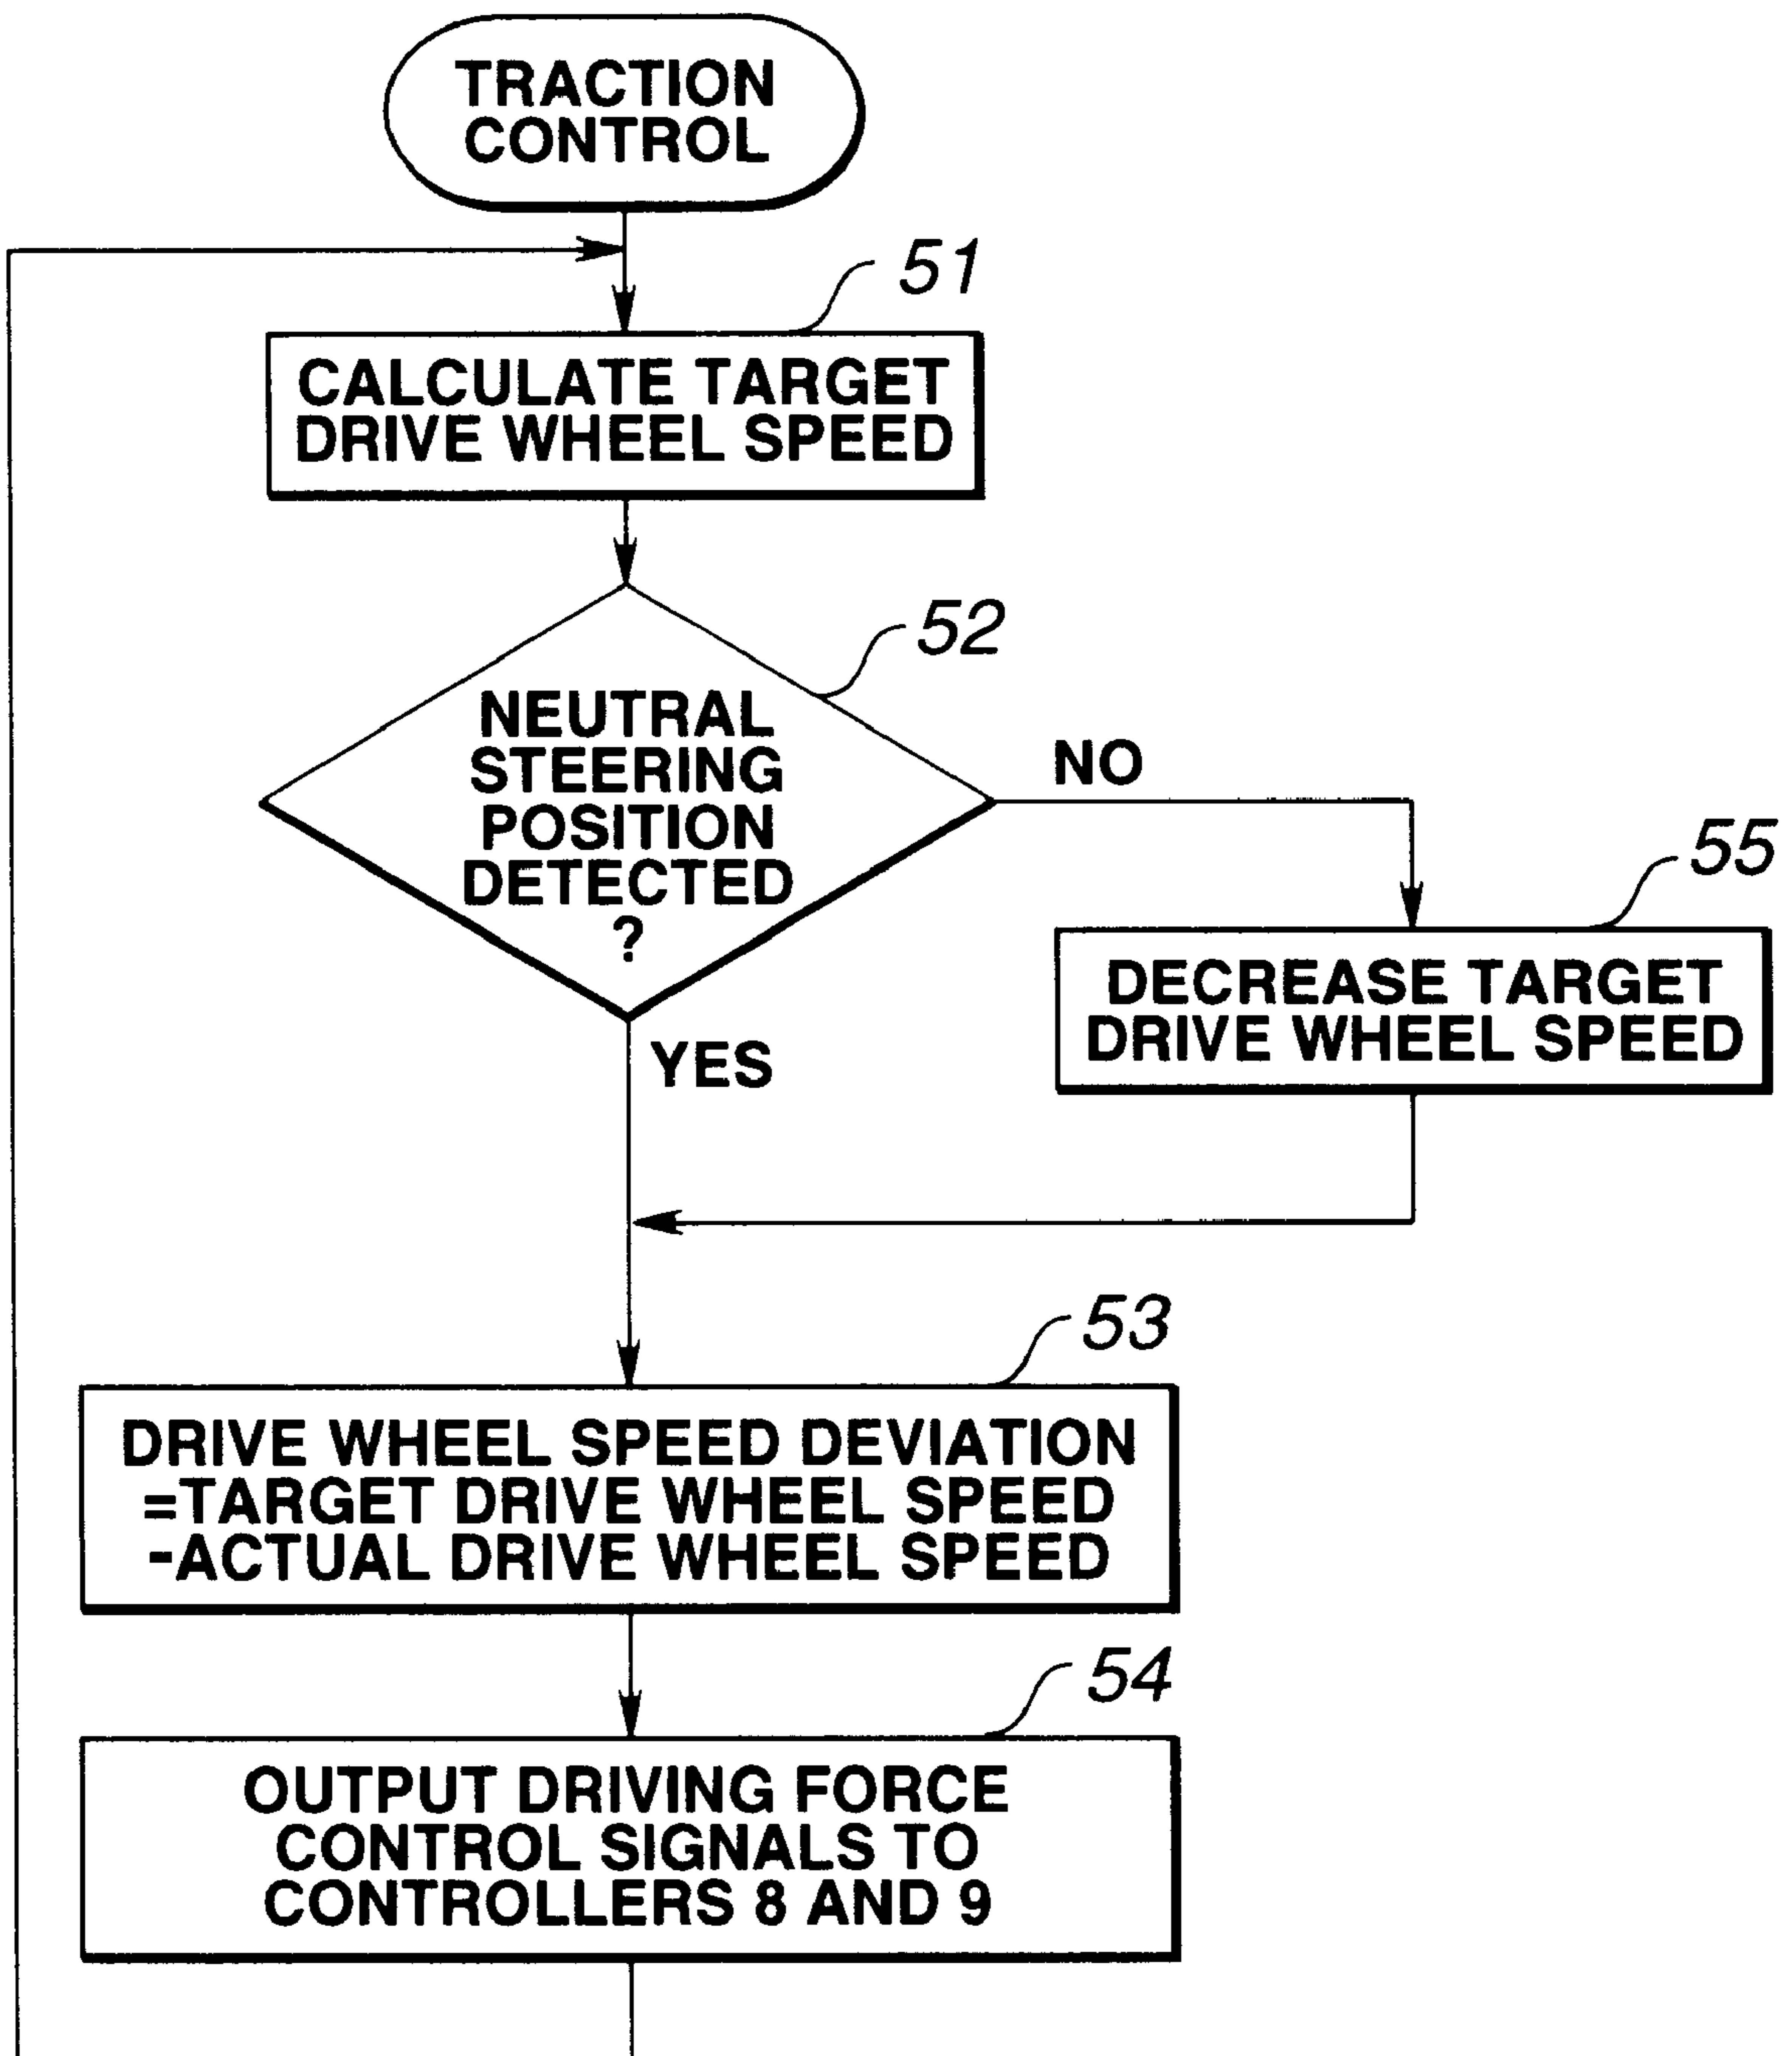 TRACTION
CONTROL
51
CALCULATE TARGET
DRIVE WHEEL SPEED
52
NEUTRAL
STEERING
POSITION
DETECTED
?
NO
YES
55
DECREASE TARGET
DRIVE WHEEL SPEED
53
DRIVE WHEEL SPEED DEVIATION
=TARGET DRIVE WHEEL SPEED
-ACTUAL DRIVE WHEEL SPEED
54
OUTPUT DRIVING FORCE
CONTROL SIGNALS TO
CONTROLLERS 8 AND 9